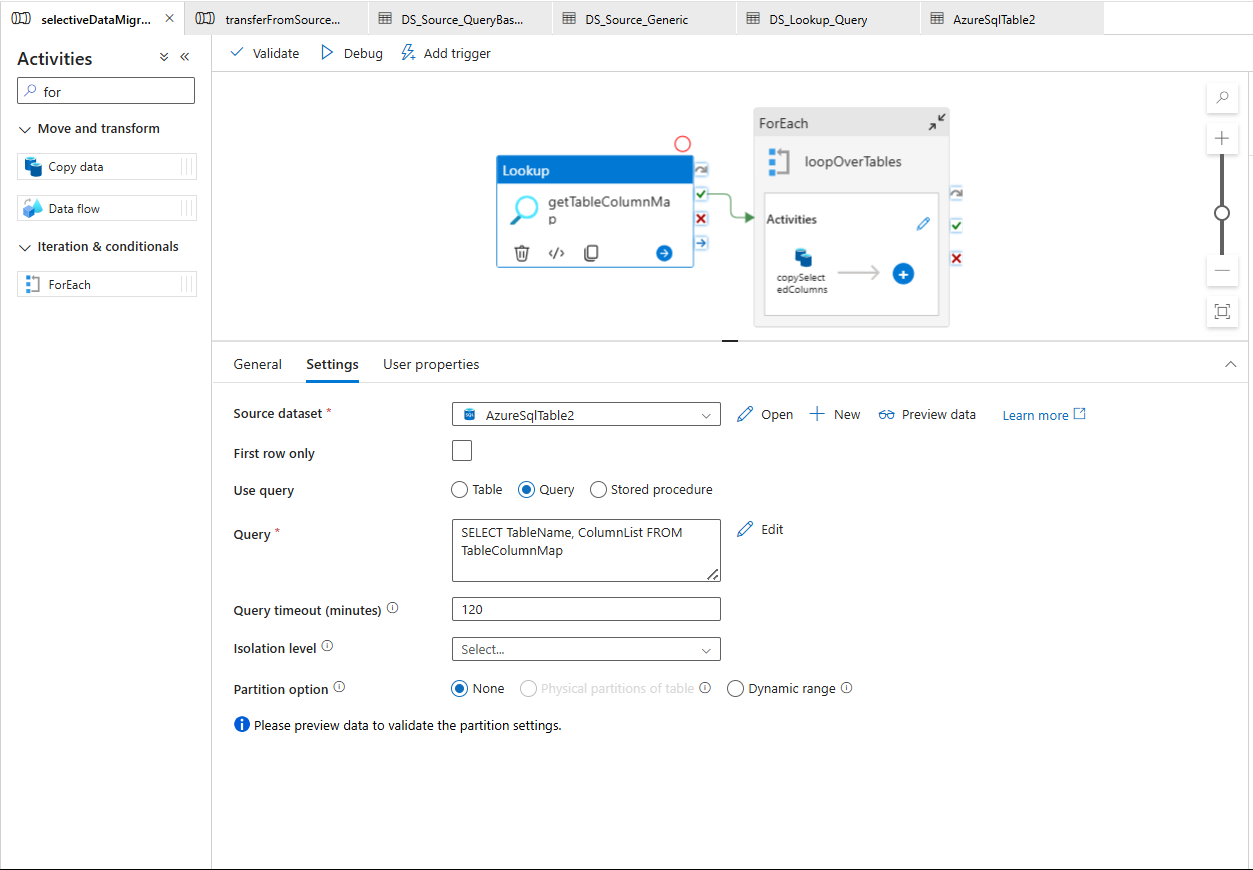 selectiveDataMigr...
transferFromSource...
DS_Source_QueryBas...
DS_Source_Generic
DS_Lookup_Query
AzureSqlTable2
Activities
for
Move and transform
Copy data
Data flow
Iteration & conditionals
ForEach
Validate
Debug
Add trigger
Lookup
getTableColumnMa
p
ForEach
loopOverTables
Activities
copySelect
edColumns
General
Settings
User properties
Source dataset *
AzureSqlTable2
Open
New
Preview data
Learn more
First row only
Use query
Table
Query
Stored procedure
Query *
SELECT TableName, ColumnList FROM
TableColumnMap
Edit
Query timeout (minutes)
120
Isolation level
Select...
Partition option
None
Physical partitions of table
Dynamic range
Please preview data to validate the partition settings.